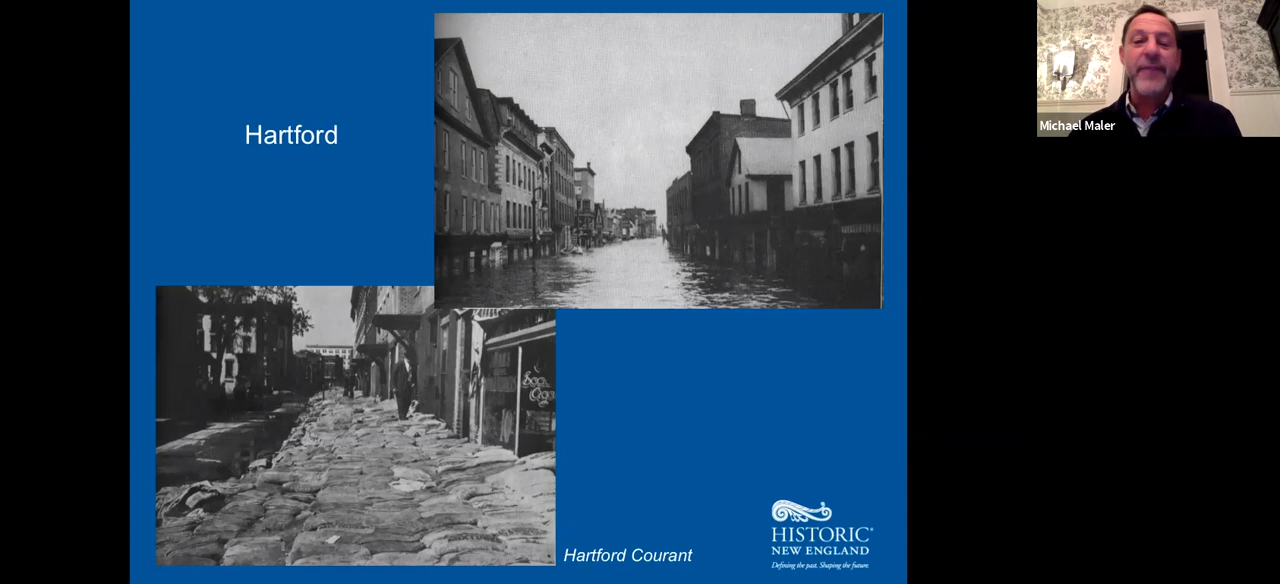 Hartford
Michael Maler
Hartford Courant
HISTORIC®
NEW ENGLAND
Defining the past. Shaping the future.